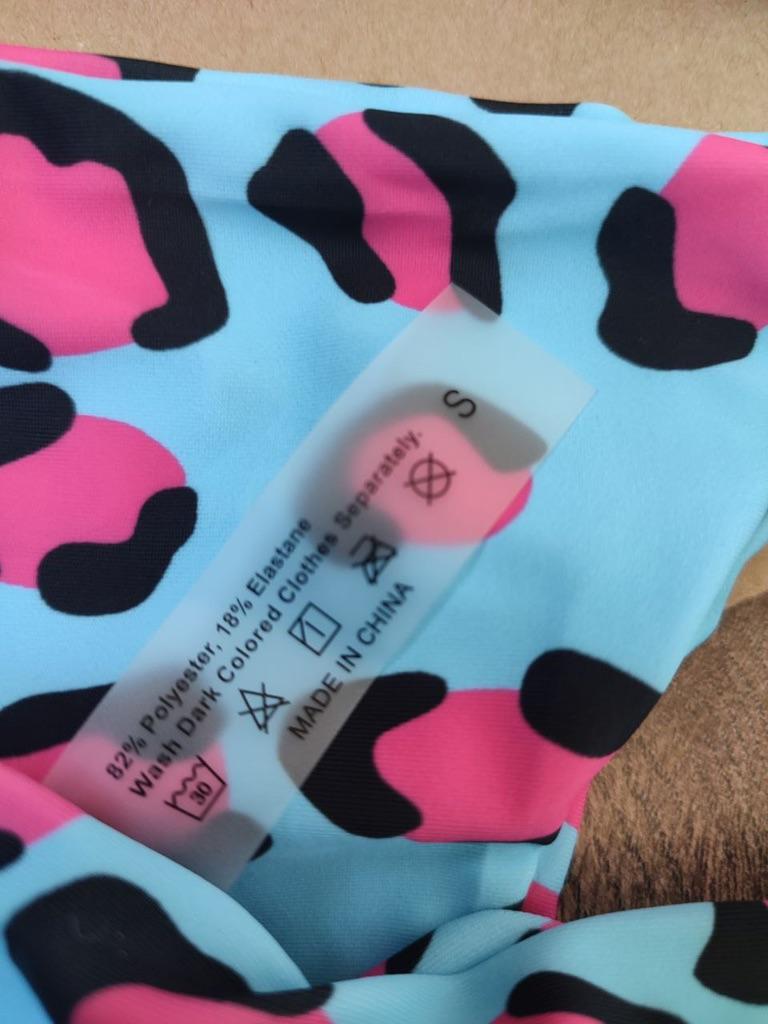 S
82% Polyester, 18% Elastane
Wash Dark Colored Clothes Separately.
30
MADE IN CHINA